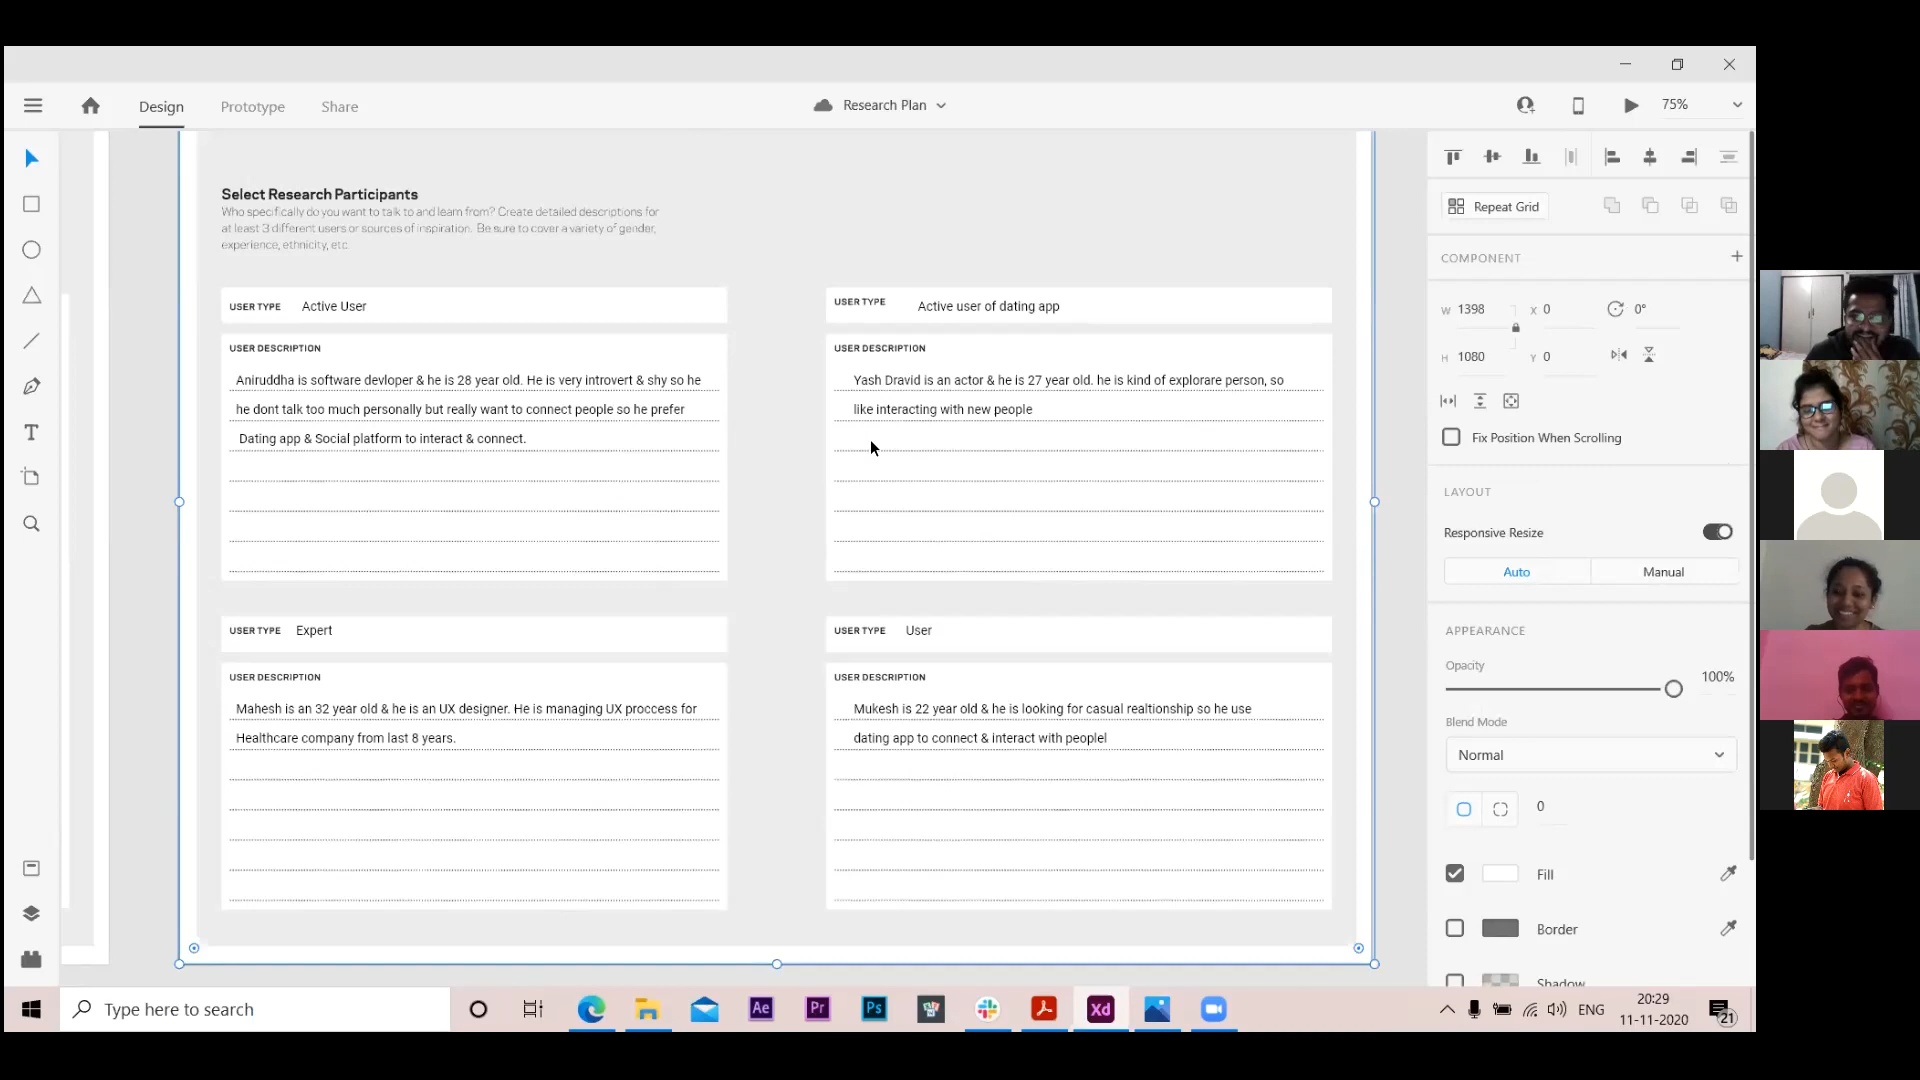 Design
Prototype
Share
Research Plan
75%
Select Research Participants
Who specifically do you want to talk to and learn from? Create detailed descriptions for
at least 3 different users or sources of inspiration. Be sure to cover a variety of gender,
experience, ethnicity, etc.
USER TYPE Active User
USER DESCRIPTION
Aniruddha is software devloper & he is 28 year old. He is very introvert & shy so he
he dont talk too much personally but really want to connect people so he prefer
Dating app & Social platform to interact & connect.
USER TYPE Active user of dating app
USER DESCRIPTION
Yash Dravid is an actor & he is 27 year old. he is kind of explorare person, so
like interacting with new people
USER TYPE Expert
USER DESCRIPTION
Mahesh is an 32 year old & he is an UX designer. He is managing UX proccess for
Healthcare company from last 8 years.
USER TYPE User
USER DESCRIPTION
Mukesh is 22 year old & he is looking for casual realtionship so he use
dating app to connect & interact with peoplel
Repeat Grid
COMPONENT
W 1398 X 0 0°
H 1080 Y 0
Fix Position When Scrolling
LAYOUT
Responsive Resize
Auto Manual
APPEARANCE
Opacity
100%
Blend Mode
Normal
0
Fill
Border
Shadow
Type here to search
Ae
Pr
Ps
Xd
ENG
20:29
11-11-2020
21